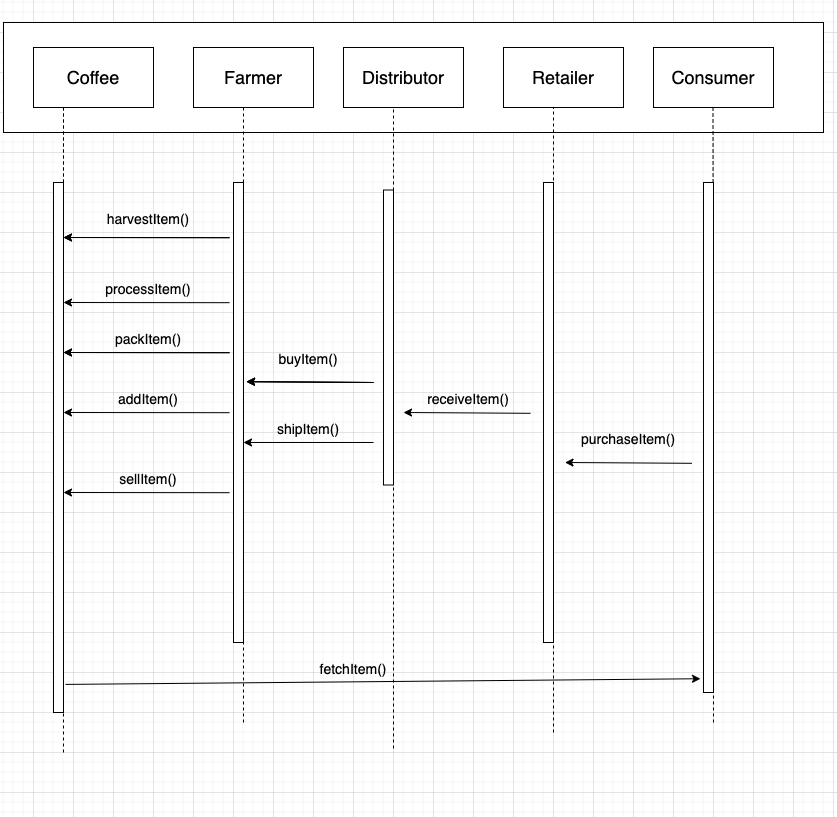 Coffee
Farmer
Distributor
Retailer
Consumer
harvestItem()
processItem()
packItem()
buyItem()
addItem()
receiveItem()
shipItem()
purchaseItem()
sellItem()
fetchItem()